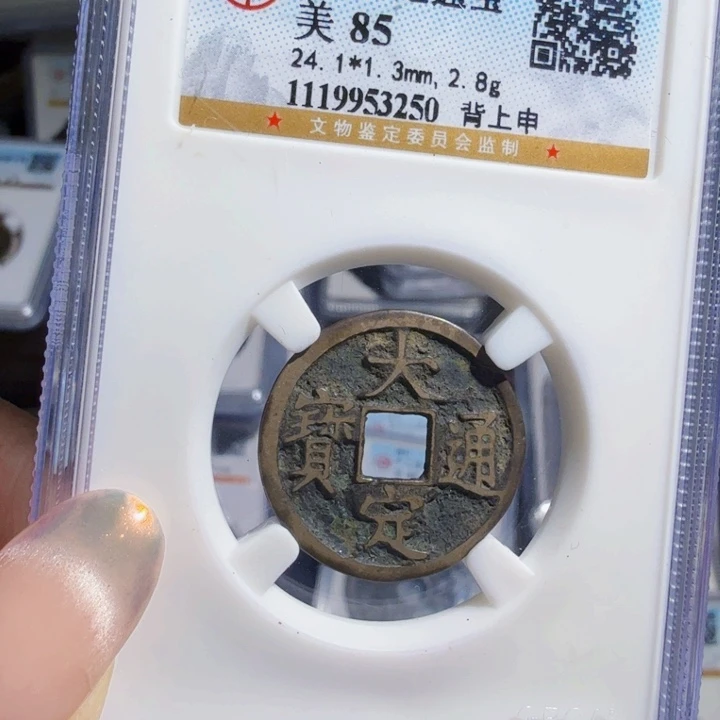 美 85
24.1*1.3mm, 2.8g
1119953250 背上申
★ 文物鉴定委员会监制 ★
大
寶 通
定